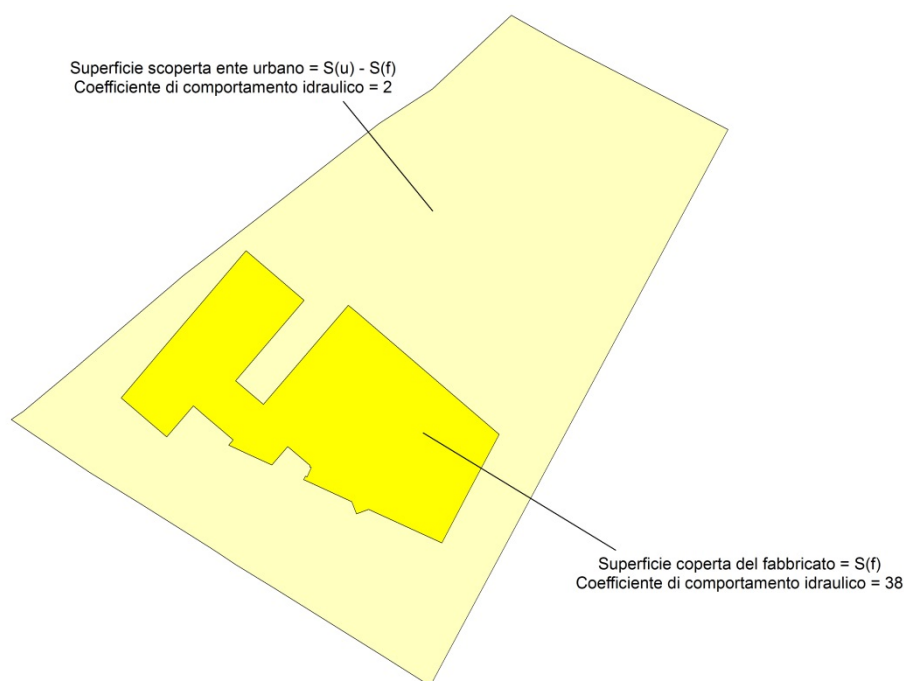 Superficie scoperta ente urbano = S(u) - S(f)
Coefficiente di comportamento idraulico = 2
Superficie coperta del fabbricato = S(f)
Coefficiente di comportamento idraulico = 38